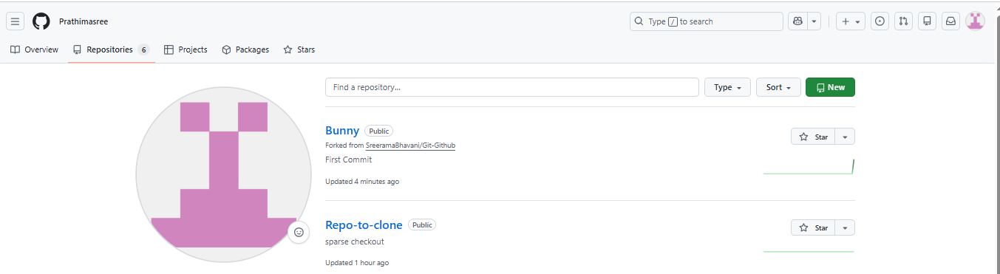 Prathimasree
Type / to search
Overview
Repositories 6
Projects
Packages
Stars
Find a repository...
Type
Sort
New
Bunny Public
Star
Forked from SreeramaBhavani/Git-Github
First Commit
Updated 4 minutes ago
Repo-to-clone Public
Star
sparse checkout
Updated 1 hour ago